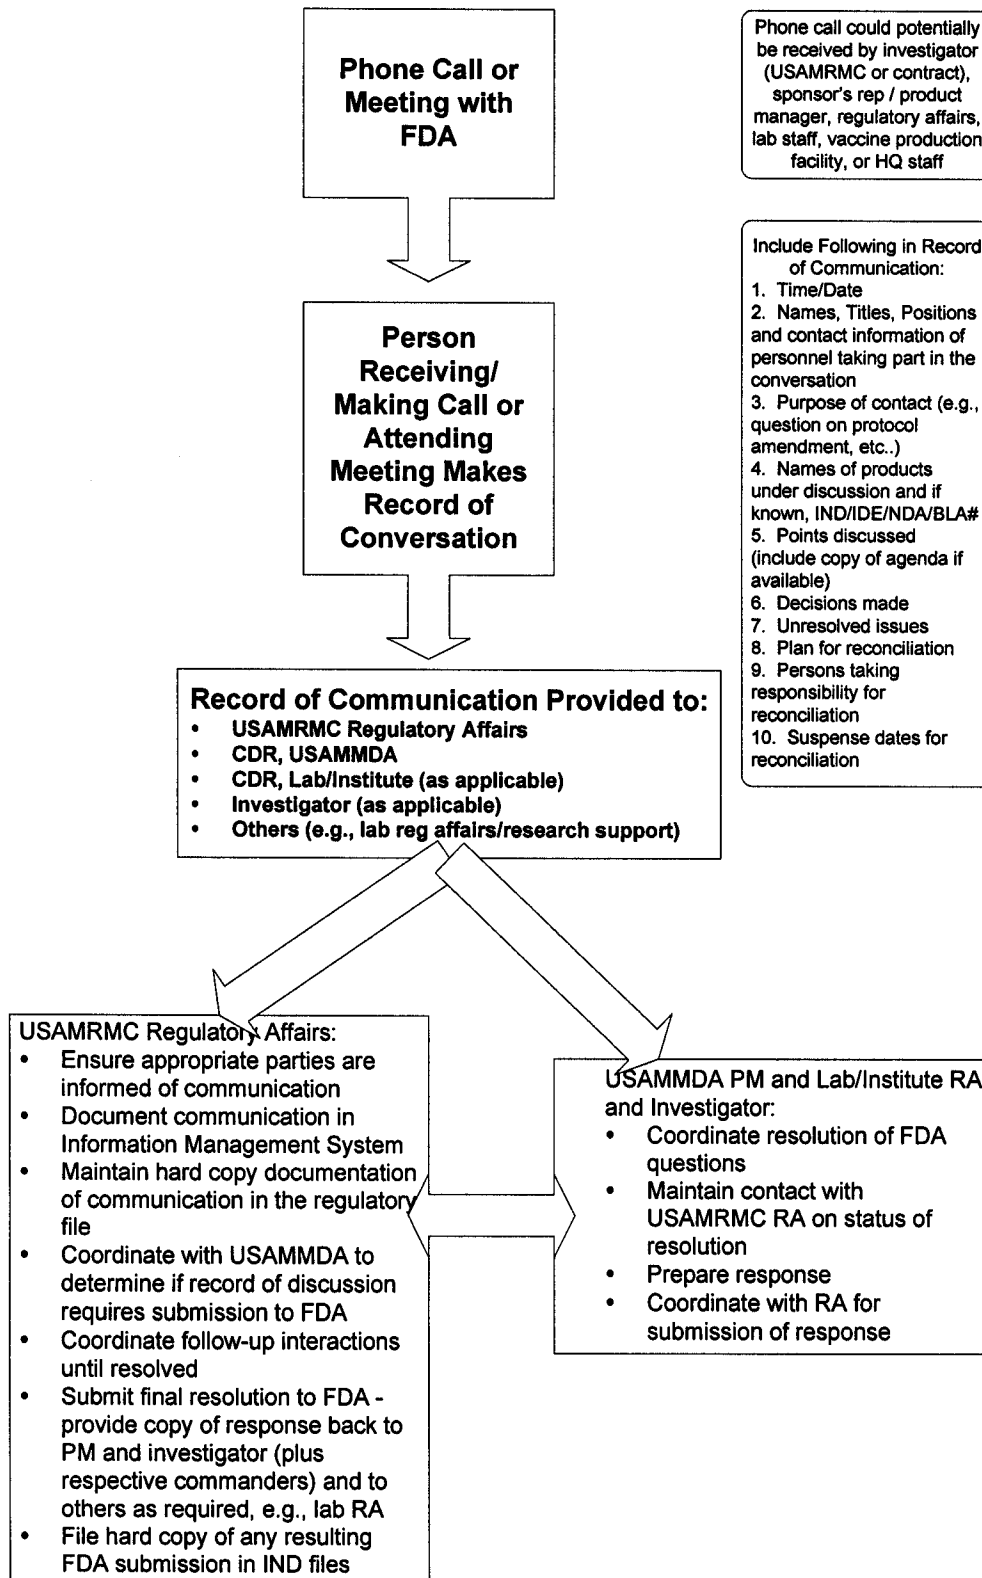 Phone Call or
Meeting with
FDA
Phone call could potentially
be received by investigator
(USAMRMC or contract),
sponsor's rep / product
manager, regulatory affairs,
lab staff, vaccine production
facility, or HQ staff
Person
Receiving/
Making Call or
Attending
Meeting Makes
Record of
Conversation
Include Following in Record
of Communication:
1. Time/Date
2. Names, Titles, Positions
and contact information of
personnel taking part in the
conversation
3. Purpose of contact (e.g.,
question on protocol
amendment, etc..)
4. Names of products
under discussion and if
known, IND/IDE/NDA/BLA#
5. Points discussed
(include copy of agenda if
available)
6. Decisions made
7. Unresolved issues
8. Plan for reconciliation
9. Persons taking
responsibility for
reconciliation
10. Suspense dates for
reconciliation
Record of Communication Provided to:
• USAMRMC Regulatory Affairs
• CDR, USAMMDA
• CDR, Lab/Institute (as applicable)
• Investigator (as applicable)
• Others (e.g., lab reg affairs/research support)
USAMRMC Regulatory Affairs:
• Ensure appropriate parties are
informed of communication
• Document communication in
Information Management System
• Maintain hard copy documentation
of communication in the regulatory
file
• Coordinate with USAMMDA to
determine if record of discussion
requires submission to FDA
• Coordinate follow-up interactions
until resolved
• Submit final resolution to FDA -
provide copy of response back to
PM and investigator (plus
respective commanders) and to
others as required, e.g., lab RA
• File hard copy of any resulting
FDA submission in IND files
USAMMDA PM and Lab/Institute RA
and Investigator:
• Coordinate resolution of FDA
questions
• Maintain contact with
USAMRMC RA on status of
resolution
• Prepare response
• Coordinate with RA for
submission of response